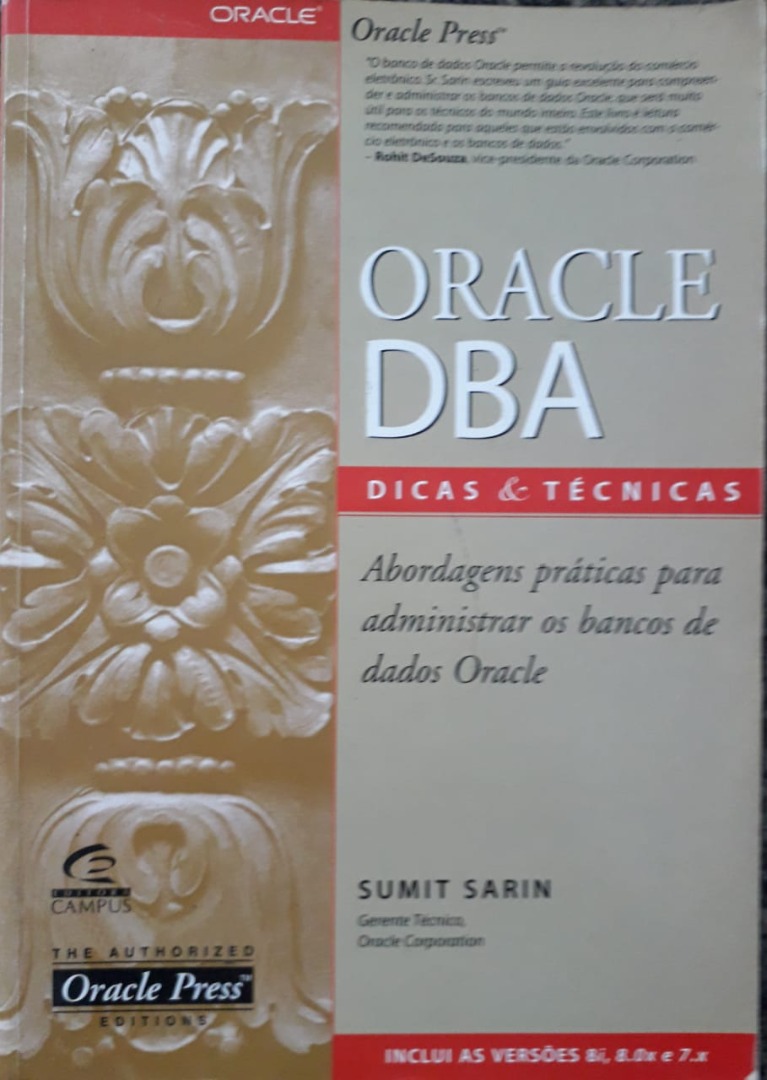 ORACLE®
Oracle Press™
"O banco de dados Oracle permite a revolução do comércio
eletrônico. Sr. Sarin escreveu um guia excelente para compreen-
der e administrar os bancos de dados Oracle, que será muito
útil para os técnicos do mundo inteiro. Este livro é leitura
recomendada para aqueles que estão envolvidos com o comér-
cio eletrônico e os bancos de dados."
– Rohit DeSouza, vice-presidente da Oracle Corporation
ORACLE
DBA
DICAS & TÉCNICAS
Abordagens práticas para
administrar os bancos de
dados Oracle
SUMIT SARIN
Gerente Técnico,
Oracle Corporation
EDITORA
CAMPUS
THE AUTHORIZED
Oracle Press™
EDITIONS
INCLUI AS VERSÕES 8i, 8.0x e 7.x